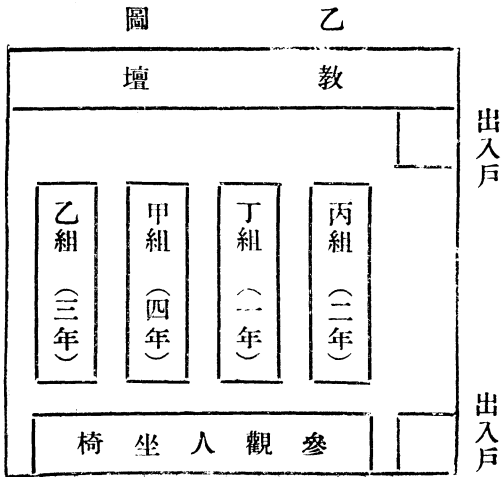 乙圖
教壇
出入戶
丙組（二年）
丁組（一年）
甲組（四年）
乙組（三年）
出入戶
參觀人坐椅